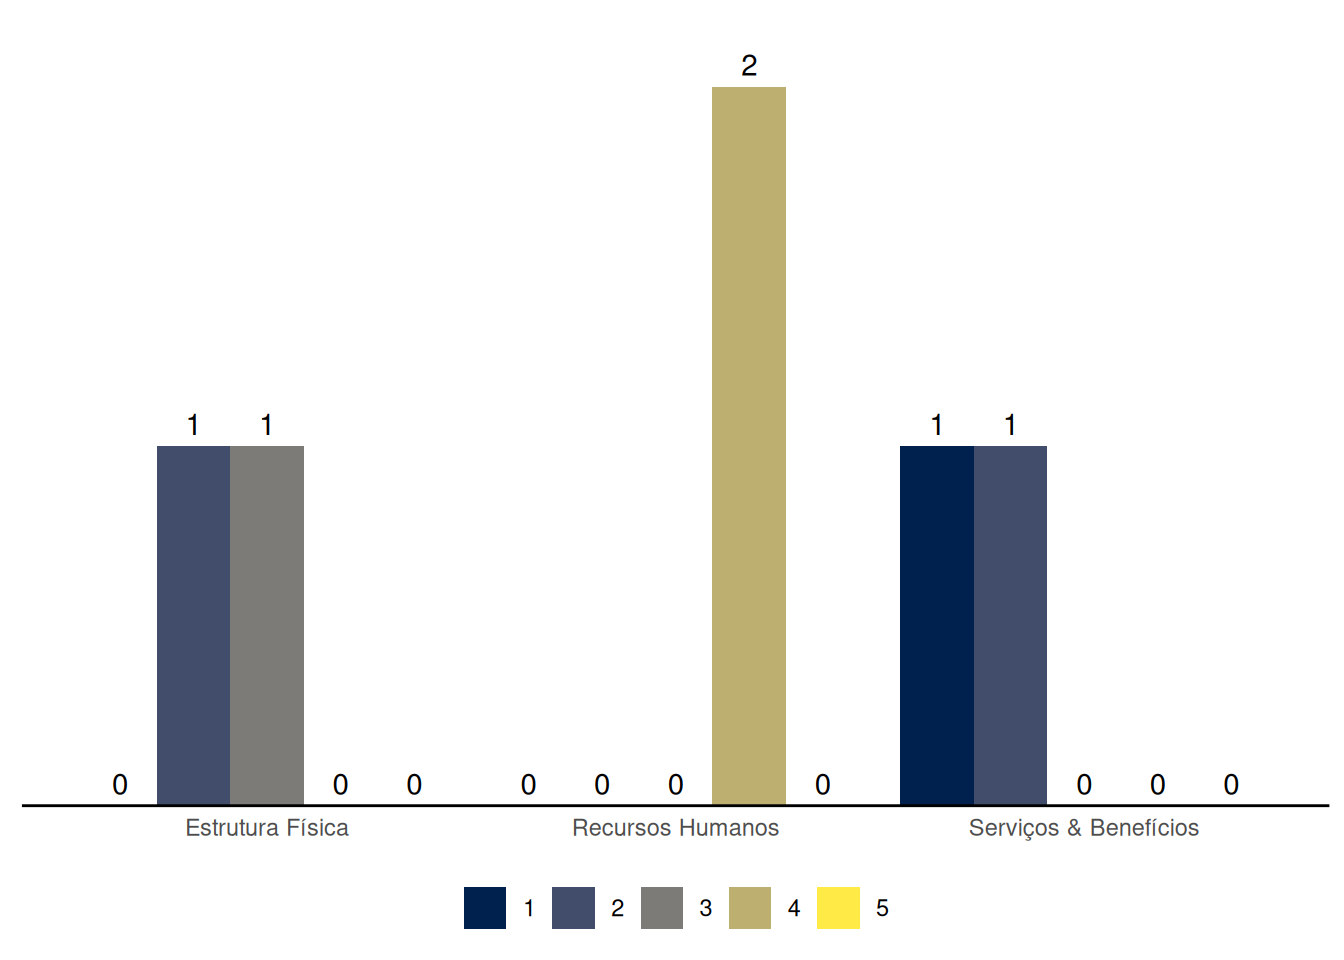 2
1 1 1 1
0 0 0 0 0 0 0 0 0 0
Estrutura Física Recursos Humanos Serviços & Benefícios
1 2 3 4 5